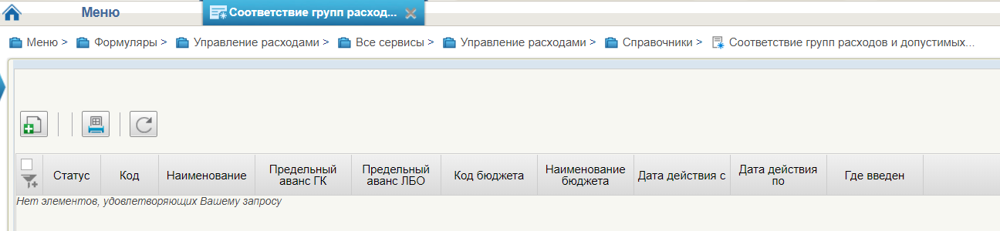 Меню
Соответствие групп расход...
Меню > Формуляры > Управление расходами > Все сервисы > Управление расходами > Справочники > Соответствие групп расходов и допустимых...
Статус
Код
Наименование
Предельный
аванс ГК
Предельный
аванс ЛБО
Код бюджета
Наименование
бюджета
Дата действия с
Дата действия
по
Где введен
Нет элементов, удовлетворяющих Вашему запросу